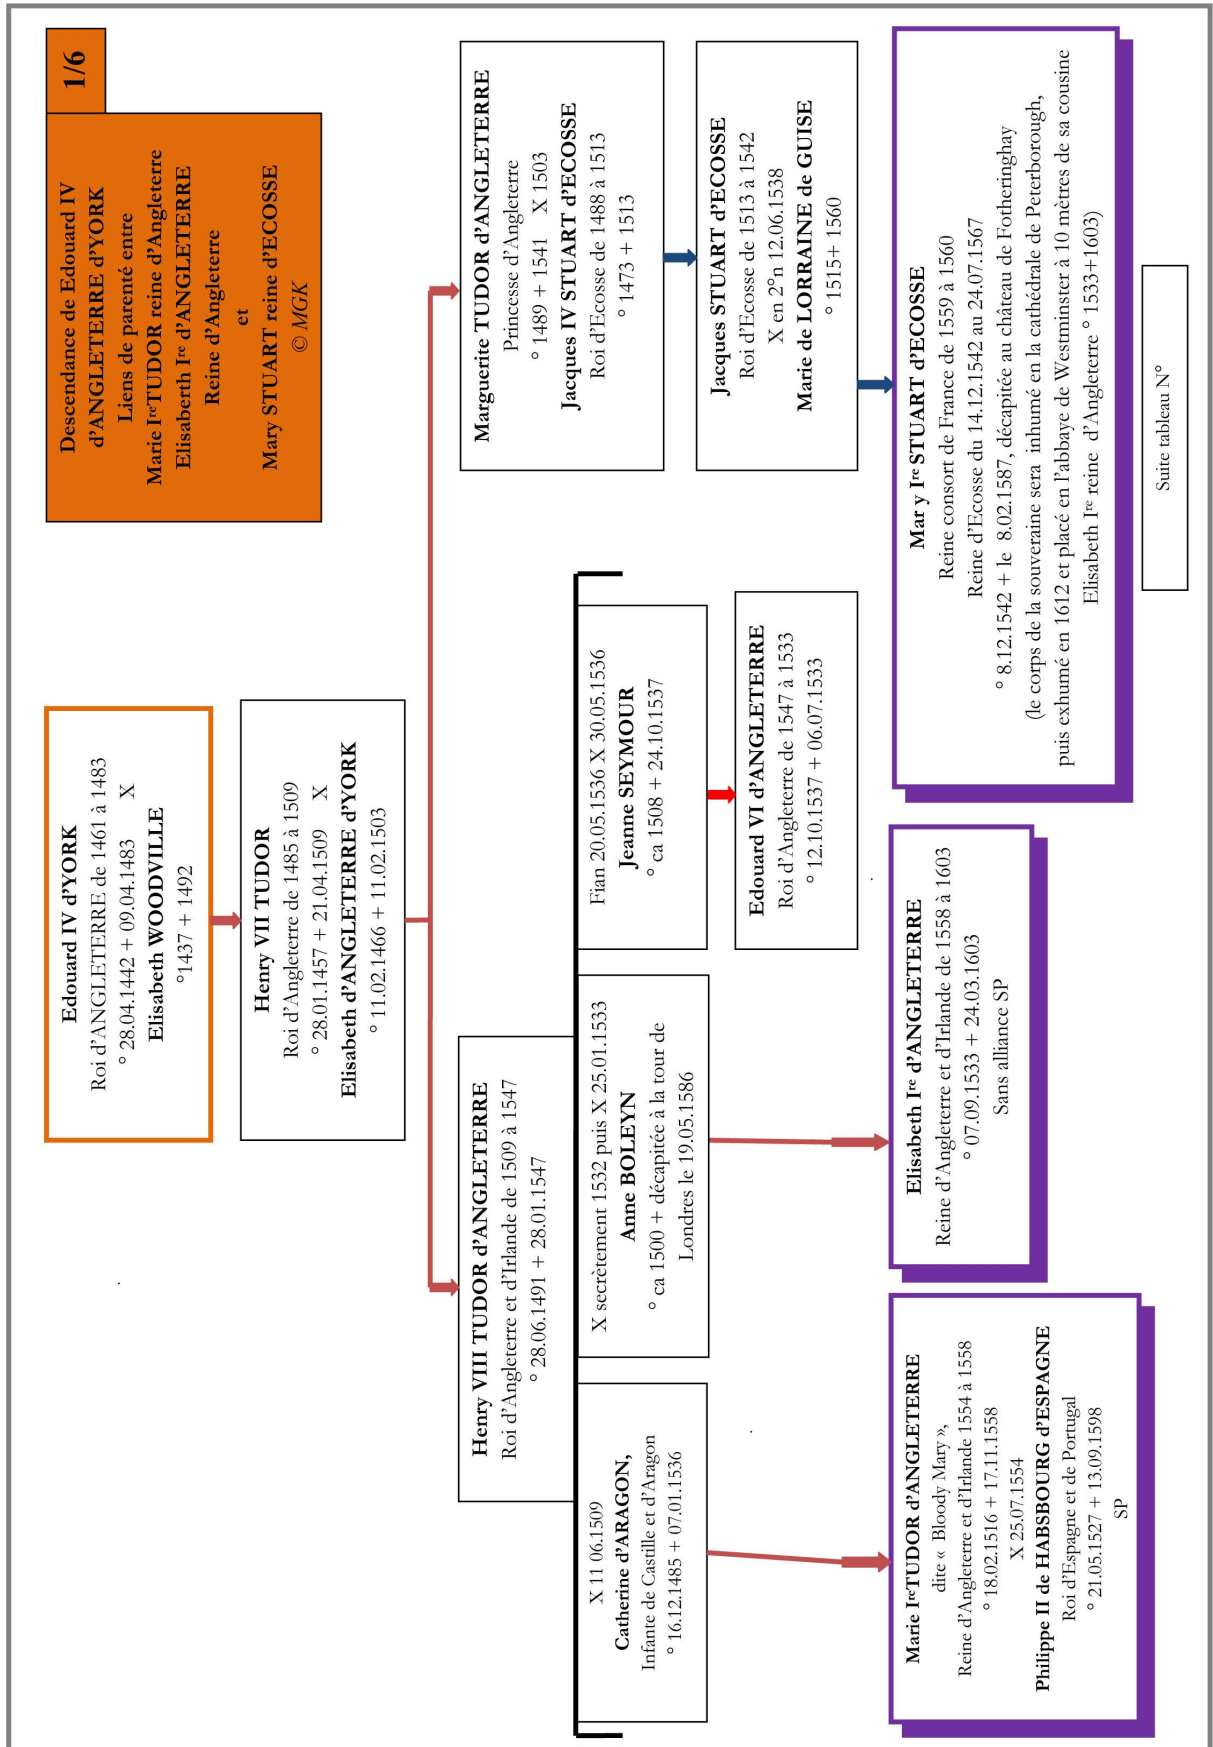 1/6
Descendance de Edouard IV
d'ANGLETERRE d'YORK
Liens de parenté entre
Marie Iʳᵉ TUDOR reine d'Angleterre
Elisaberth Iʳᵉ d'ANGLETERRE
Reine d'Angleterre
et
Mary STUART reine d'ECOSSE
© MGK
Edouard IV d'YORK
Roi d'ANGLETERRE de 1461 à 1483
° 28.04.1442 + 09.04.1483 X
Elisabeth WOODVILLE
°1437 + 1492
Henry VII TUDOR
Roi d'Angleterre de 1485 à 1509
° 28.01.1457 + 21.04.1509 X
Elisabeth d'ANGLETERRE d'YORK
° 11.02.1466 + 11.02.1503
Henry VIII TUDOR d'ANGLETERRE
Roi d'Angleterre et d'Irlande de 1509 à 1547
° 28.06.1491 + 28.01.1547
Marguerite TUDOR d'ANGLETERRE
Princesse d'Angleterre
° 1489 + 1541 X 1503
Jacques IV STUART d'ECOSSE
Roi d'Ecosse de 1488 à 1513
° 1473 + 1513
X 11 06.1509
Catherine d'ARAGON,
Infante de Castille et d'Aragon
° 16.12.1485 + 07.01.1536
X secrètement 1532 puis X 25.01.1533
Anne BOLEYN
° ca 1500 + décapitée à la tour de
Londres le 19.05.1586
Fian 20.05.1536 X 30.05.1536
Jeanne SEYMOUR
° ca 1508 + 24.10.1537
Jacques STUART d'ECOSSE
Roi d'Ecosse de 1513 à 1542
X en 2°n 12.06.1538
Marie de LORRAINE de GUISE
° 1515+ 1560
Edouard VI d'ANGLETERRE
Roi d'Angleterre de 1547 à 1533
° 12.10.1537 + 06.07.1533
Marie IʳᵉTUDOR d'ANGLETERRE
dite « Bloody Mary »,
Reine d'Angleterre et d'Irlande 1554 à 1558
° 18.02.1516 + 17.11.1558
X 25.07.1554
Philippe II de HABSBOURG d'ESPAGNE
Roi d'Espagne et de Portugal
° 21.05.1527 + 13.09.1598
SP
Elisabeth Iʳᵉ d'ANGLETERRE
Reine d'Angleterre et d'Irlande de 1558 à 1603
° 07.09.1533 + 24.03.1603
Sans alliance SP
Mar y Iʳᵉ STUART d'ECOSSE
Reine consort de France de 1559 à 1560
Reine d'Ecosse du 14.12.1542 au 24.07.1567
° 8.12.1542 + le 8.02.1587, décapitée au château de Fotheringhay
(le corps de la souveraine sera inhumé en la cathédrale de Peterborough,
puis exhumé en 1612 et placé en l'abbaye de Westminster à 10 mètres de sa cousine
Elisabeth Iʳᵉ reine d'Angleterre ° 1533+1603)
Suite tableau N°